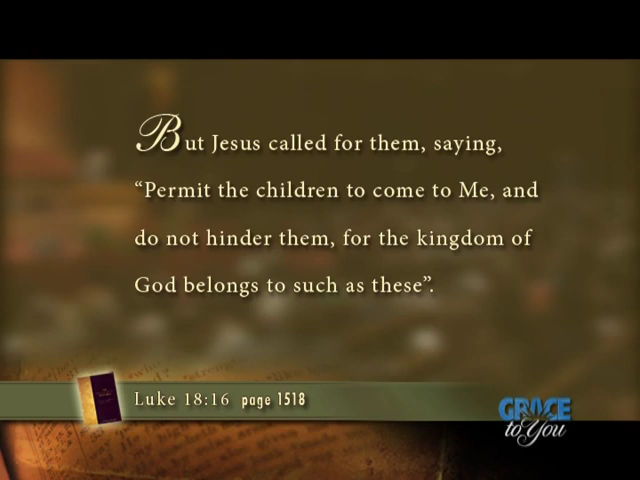 But Jesus called for them, saying,
“Permit the children to come to Me, and
do not hinder them, for the kingdom of
God belongs to such as these”.
Luke 18:16 page 1518
GRACE
to You